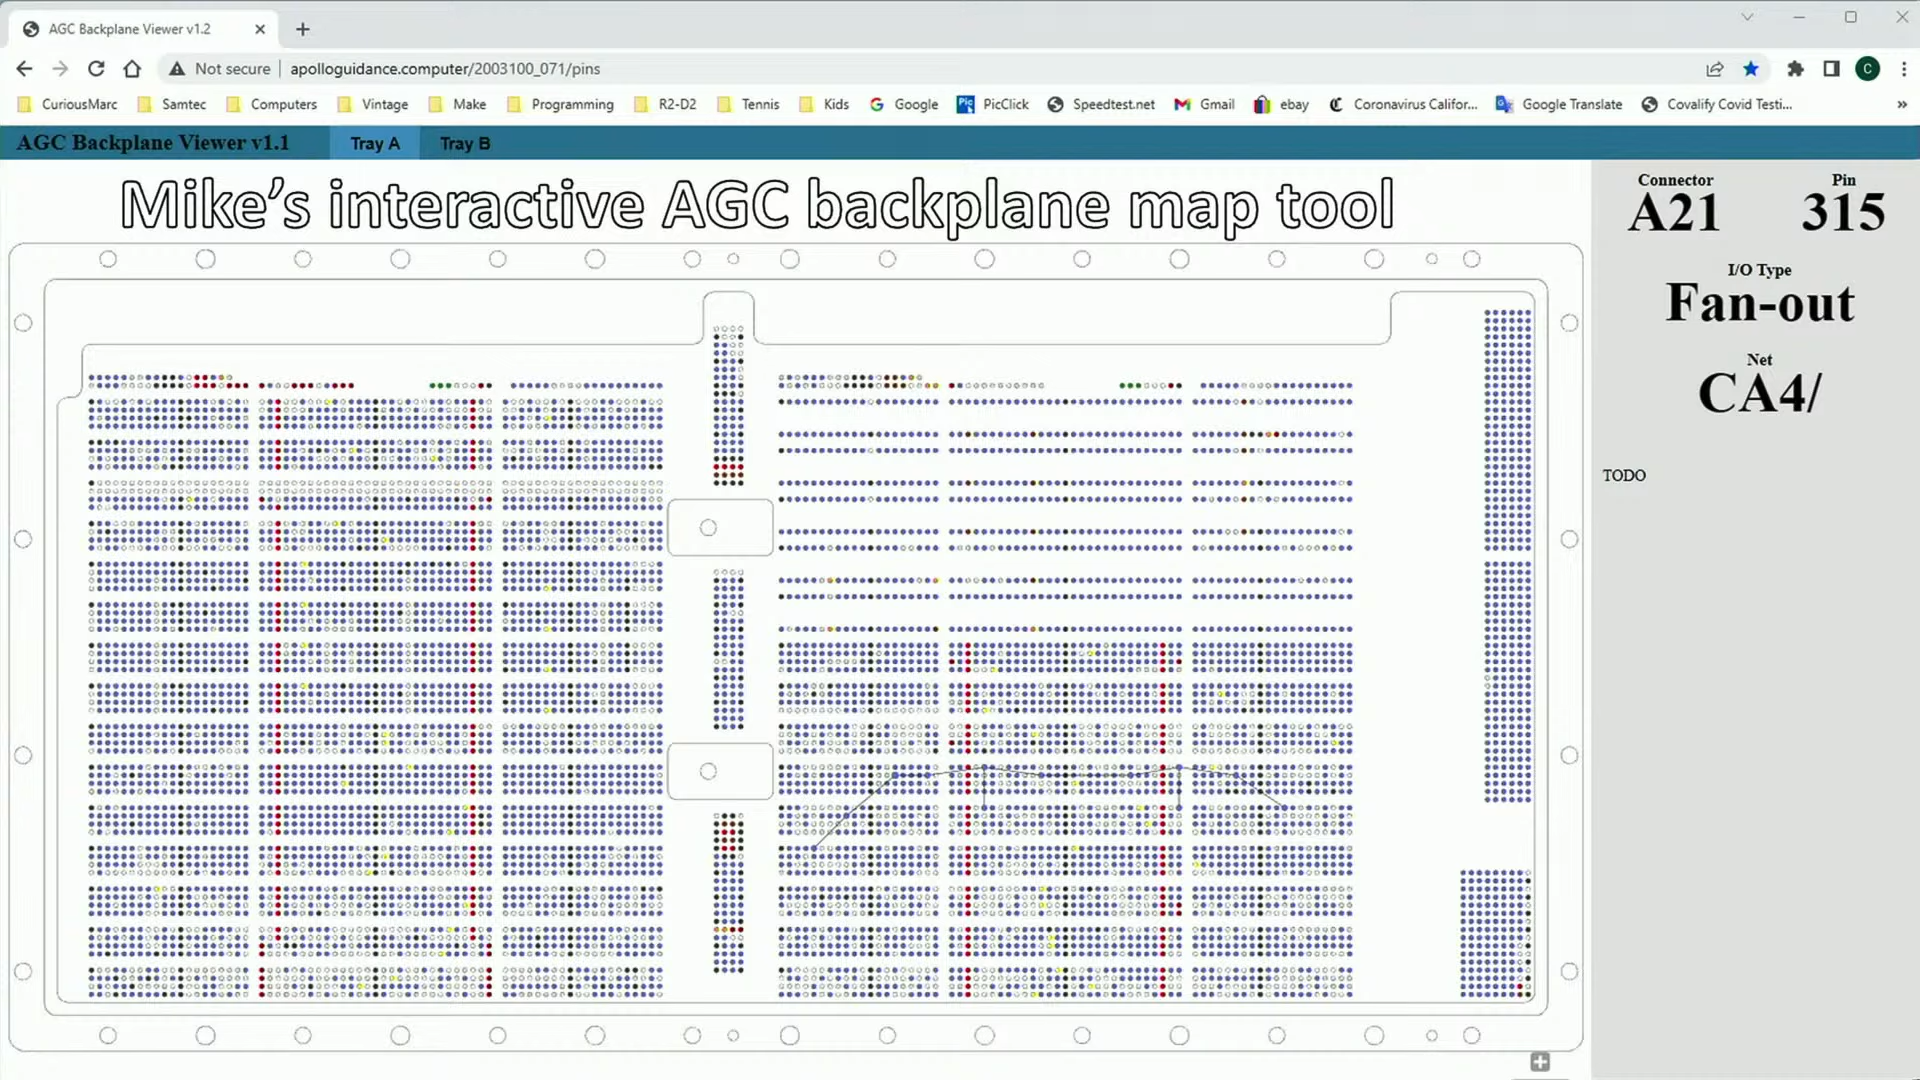 AGC Backplane Viewer v1.2
Not secure
apolloguidance.computer/2003100_071/pins
C
CuriousMarc Samtec Computers Vintage Make Programming R2-D2 Tennis Kids Google PicClick Speedtest.net Gmail ebay Coronavirus Califor... Google Translate Covalify Covid Testi... »
AGC Backplane Viewer v1.1 Tray A Tray B
Mike's interactive AGC backplane map tool
Connector Pin
A21 315
I/O Type
Fan-out
Net
CA4/
TODO